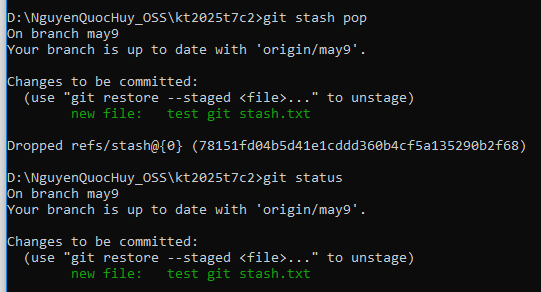 D:\NguyenQuocHuy_OSS\kt2025t7c2>git stash pop
On branch may9
Your branch is up to date with 'origin/may9'.
Changes to be committed:
  (use "git restore --staged <file>..." to unstage)
        new file:   test git stash.txt
Dropped refs/stash@{0} (78151fd04b5d41e1cddd360b4cf5a135290b2f68)
D:\NguyenQuocHuy_OSS\kt2025t7c2>git status
On branch may9
Your branch is up to date with 'origin/may9'.
Changes to be committed:
  (use "git restore --staged <file>..." to unstage)
        new file:   test git stash.txt